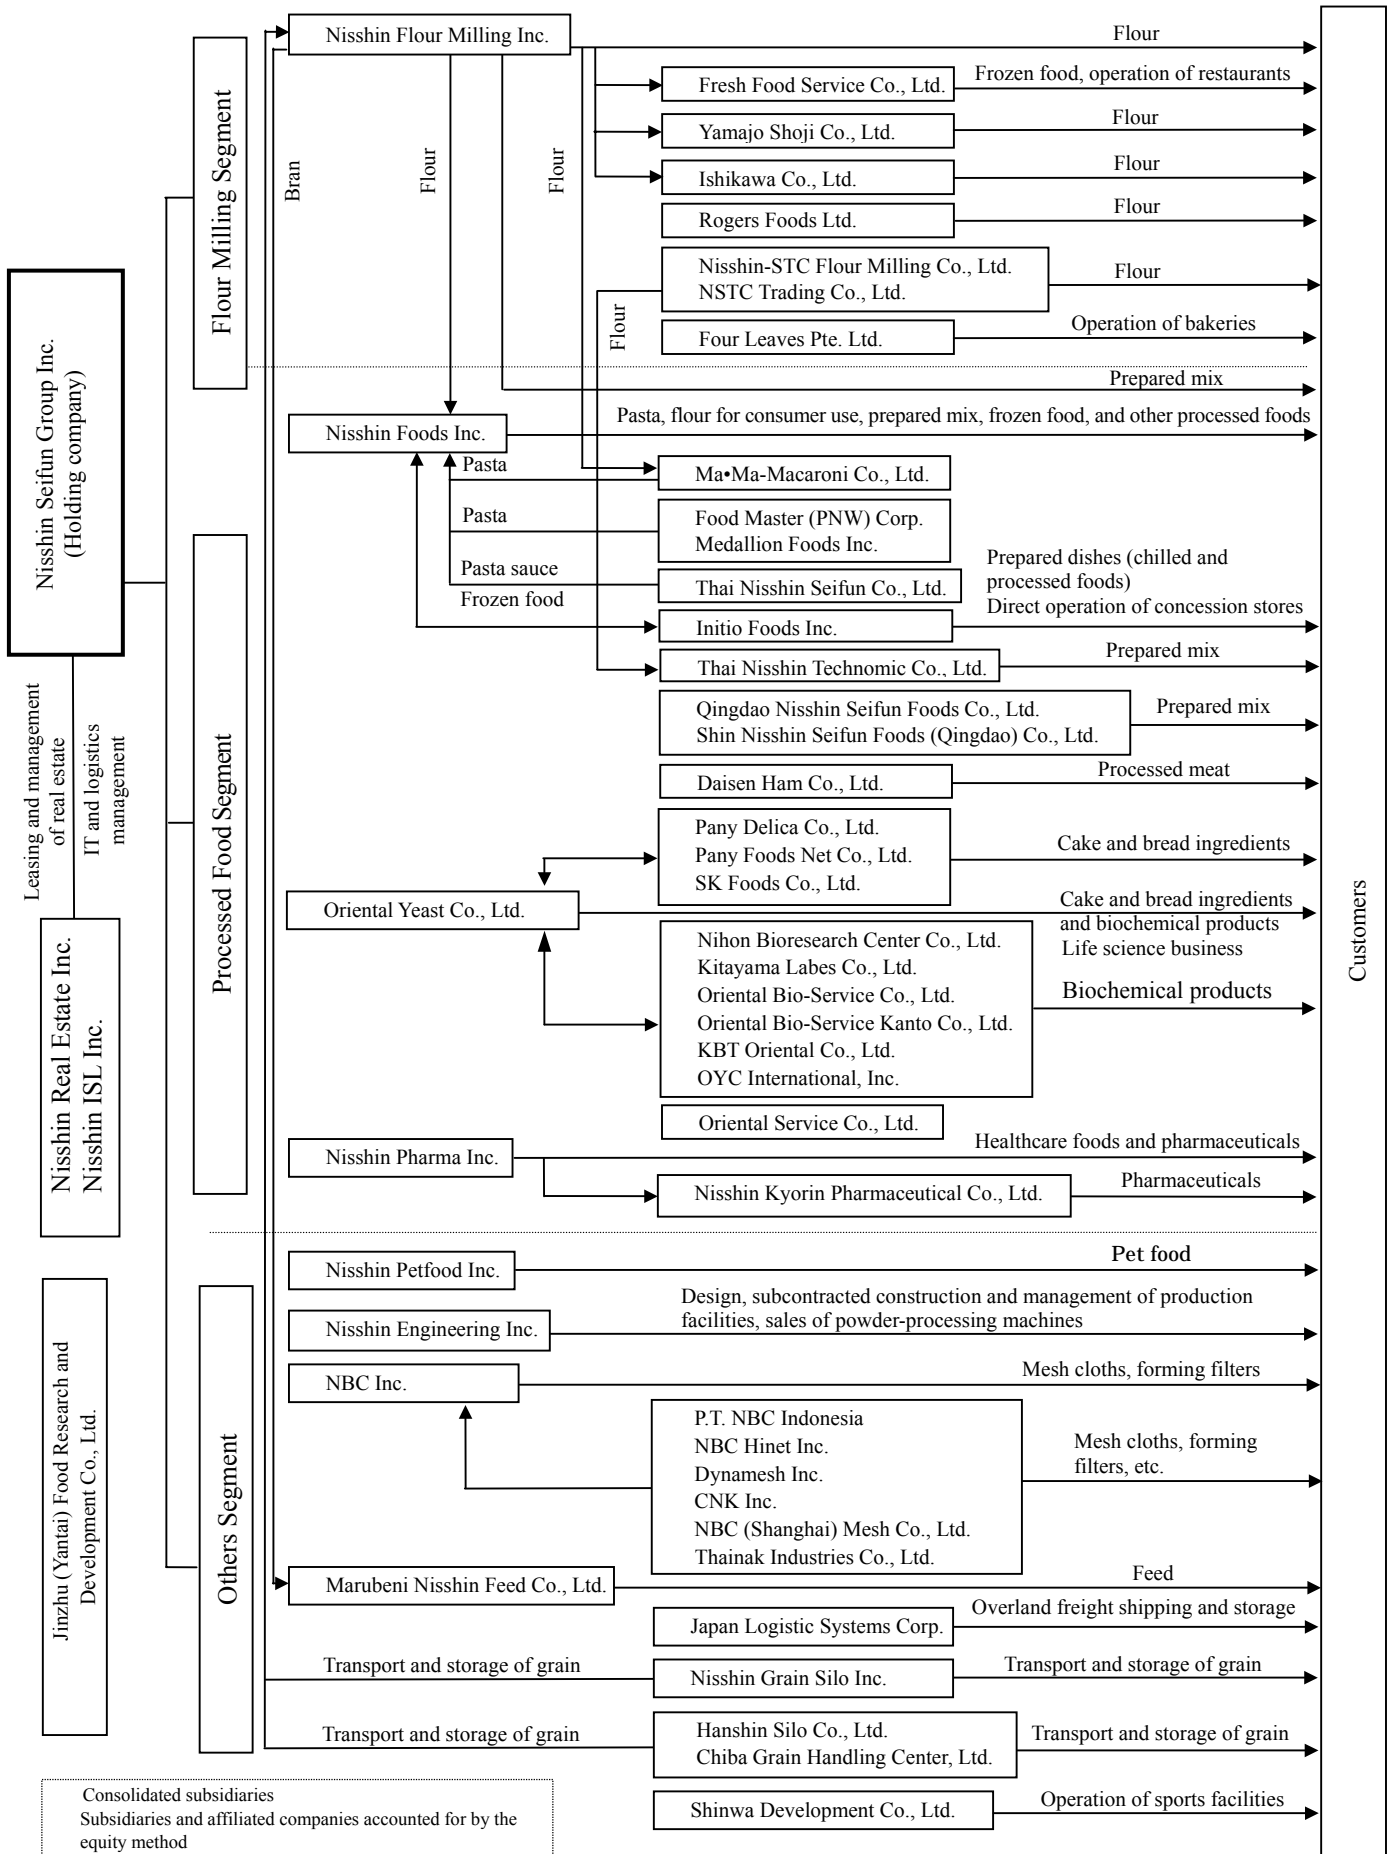 Nisshin Seifun Group Inc.
(Holding company)
Leasing and management
of real estate
IT and logistics
management
Nisshin Real Estate Inc.
Nisshin ISL Inc.
Jinzhu (Yantai) Food Research and
Development Co., Ltd.
Flour Milling Segment
Nisshin Flour Milling Inc.
Flour
Bran
Flour
Flour
Fresh Food Service Co., Ltd.
Frozen food, operation of restaurants
Yamajo Shoji Co., Ltd.
Flour
Ishikawa Co., Ltd.
Flour
Rogers Foods Ltd.
Flour
Nisshin-STC Flour Milling Co., Ltd.
NSTC Trading Co., Ltd.
Flour
Flour
Four Leaves Pte. Ltd.
Operation of bakeries
Prepared mix
Processed Food Segment
Nisshin Foods Inc.
Pasta, flour for consumer use, prepared mix, frozen food, and other processed foods
Pasta
Ma•Ma-Macaroni Co., Ltd.
Pasta
Food Master (PNW) Corp.
Medallion Foods Inc.
Pasta sauce
Thai Nisshin Seifun Co., Ltd.
Frozen food
Initio Foods Inc.
Prepared dishes (chilled and
processed foods)
Direct operation of concession stores
Thai Nisshin Technomic Co., Ltd.
Prepared mix
Qingdao Nisshin Seifun Foods Co., Ltd.
Shin Nisshin Seifun Foods (Qingdao) Co., Ltd.
Prepared mix
Daisen Ham Co., Ltd.
Processed meat
Pany Delica Co., Ltd.
Pany Foods Net Co., Ltd.
SK Foods Co., Ltd.
Cake and bread ingredients
Oriental Yeast Co., Ltd.
Cake and bread ingredients
and biochemical products
Life science business
Nihon Bioresearch Center Co., Ltd.
Kitayama Labes Co., Ltd.
Oriental Bio-Service Co., Ltd.
Oriental Bio-Service Kanto Co., Ltd.
KBT Oriental Co., Ltd.
OYC International, Inc.
Biochemical products
Oriental Service Co., Ltd.
Nisshin Pharma Inc.
Healthcare foods and pharmaceuticals
Nisshin Kyorin Pharmaceutical Co., Ltd.
Pharmaceuticals
Others Segment
Nisshin Petfood Inc.
Pet food
Nisshin Engineering Inc.
Design, subcontracted construction and management of production
facilities, sales of powder-processing machines
NBC Inc.
Mesh cloths, forming filters
P.T. NBC Indonesia
NBC Hinet Inc.
Dynamesh Inc.
CNK Inc.
NBC (Shanghai) Mesh Co., Ltd.
Thainak Industries Co., Ltd.
Mesh cloths, forming
filters, etc.
Marubeni Nisshin Feed Co., Ltd.
Feed
Japan Logistic Systems Corp.
Overland freight shipping and storage
Transport and storage of grain
Nisshin Grain Silo Inc.
Transport and storage of grain
Transport and storage of grain
Hanshin Silo Co., Ltd.
Chiba Grain Handling Center, Ltd.
Transport and storage of grain
Shinwa Development Co., Ltd.
Operation of sports facilities
Customers
Consolidated subsidiaries
Subsidiaries and affiliated companies accounted for by the
equity method